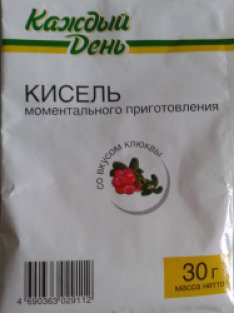 Каждый
День
КИСЕЛЬ
моментального приготовления
со вкусом клюквы
30 г
масса нетто
4 690363 029112